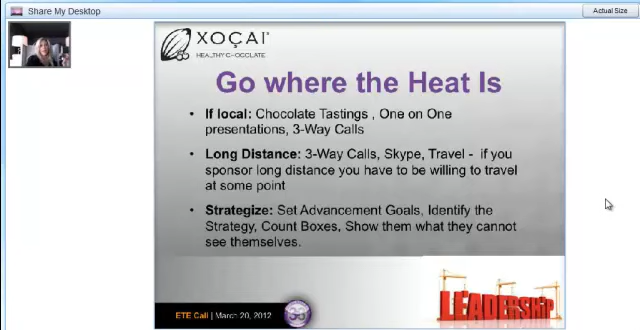 Share My Desktop
Actual Size
XOÇAI
HEALTHY CHOCOLATE
Go where the Heat Is
• If local: Chocolate Tastings , One on One
presentations, 3-Way Calls
• Long Distance: 3-Way Calls, Skype, Travel - if you
sponsor long distance you have to be willing to travel
at some point
• Strategize: Set Advancement Goals, Identify the
Strategy, Count Boxes, Show them what they cannot
see themselves.
LEADERSHIP
ETE Call | March 20, 2012